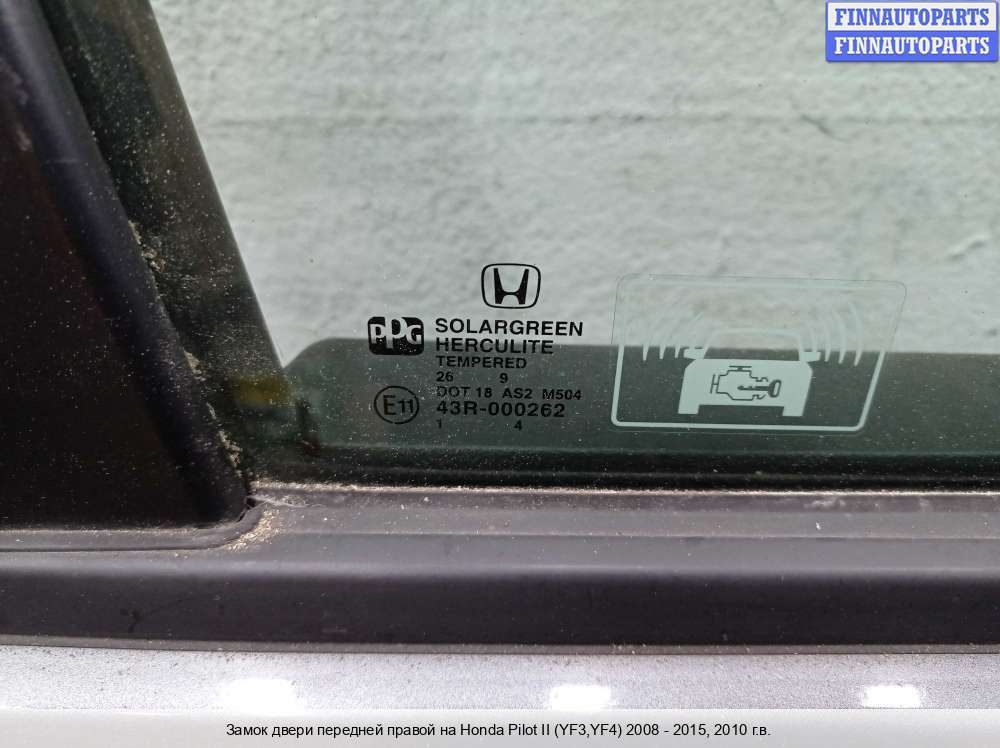 FINNAUTOPARTS
FINNAUTOPARTS
PPG
SOLARGREEN
HERCULITE
TEMPERED
26 9
DOT 18 AS2 M504
E11
43R-000262
1 4
Замок двери передней правой на Honda Pilot II (YF3,YF4) 2008 - 2015, 2010 г.в.